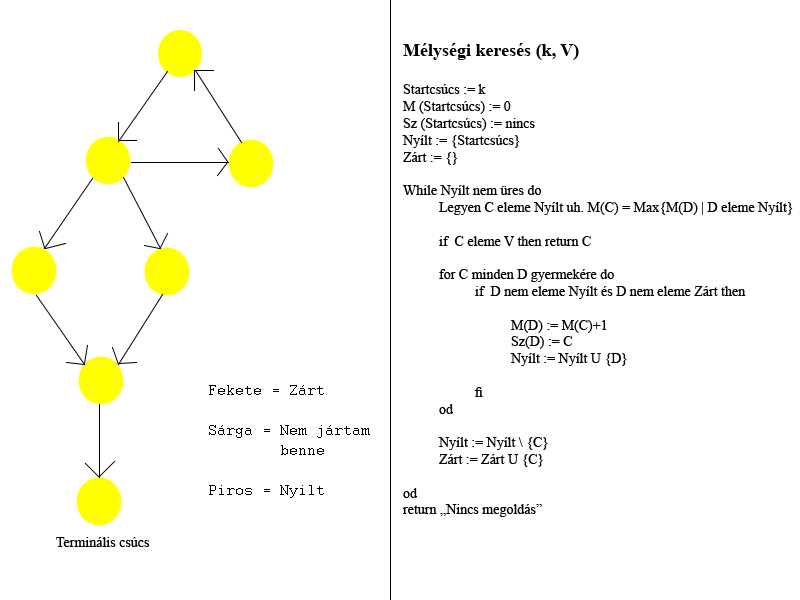 Mélységi keresés (k, V)
Startcsúcs := k
M (Startcsúcs) := 0
Sz (Startcsúcs) := nincs
Nyílt := {Startcsúcs}
Zárt := {}
While Nyílt nem üres do
Legyen C eleme Nyílt uh. M(C) = Max{M(D) | D eleme Nyílt}
if C eleme V then return C
for C minden D gyermekére do
if D nem eleme Nyílt és D nem eleme Zárt then
M(D) := M(C)+1
Sz(D) := C
Nyílt := Nyílt U {D}
fi
od
Nyílt := Nyílt \ {C}
Zárt := Zárt U {C}
od
return „Nincs megoldás”
Fekete = Zárt
Sárga = Nem jártam
benne
Piros = Nyilt
Terminális csúcs